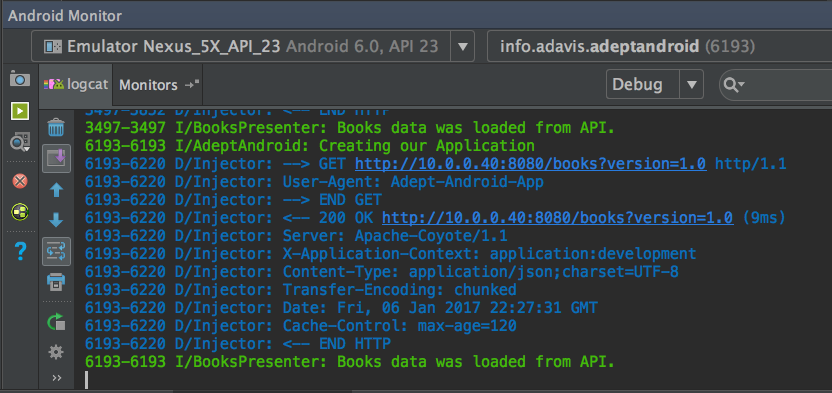 Android Monitor
Emulator Nexus_5X_API_23 Android 6.0, API 23
info.adavis.adeptandroid (6193)
logcat
Monitors
Debug
3497-3852 D/Injector: <-- END HTTP
3497-3497 I/BooksPresenter: Books data was loaded from API.
6193-6193 I/AdeptAndroid: Creating our Application
6193-6220 D/Injector: --> GET http://10.0.0.40:8080/books?version=1.0 http/1.1
6193-6220 D/Injector: User-Agent: Adept-Android-App
6193-6220 D/Injector: --> END GET
6193-6220 D/Injector: <-- 200 OK http://10.0.0.40:8080/books?version=1.0 (9ms)
6193-6220 D/Injector: Server: Apache-Coyote/1.1
6193-6220 D/Injector: X-Application-Context: application:development
6193-6220 D/Injector: Content-Type: application/json;charset=UTF-8
6193-6220 D/Injector: Transfer-Encoding: chunked
6193-6220 D/Injector: Date: Fri, 06 Jan 2017 22:27:31 GMT
6193-6220 D/Injector: Cache-Control: max-age=120
6193-6220 D/Injector: <-- END HTTP
6193-6193 I/BooksPresenter: Books data was loaded from API.